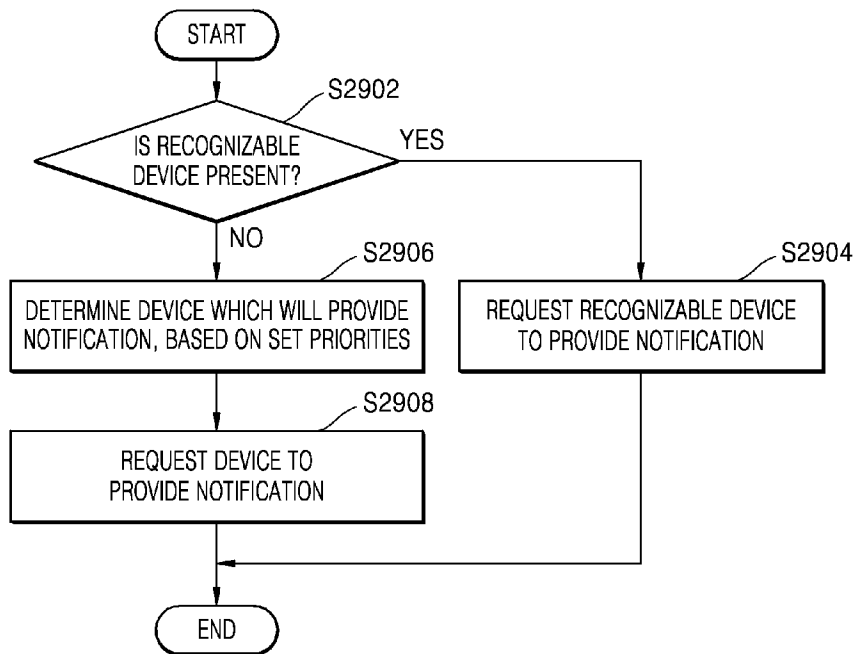 START
S2902
IS RECOGNIZABLE
DEVICE PRESENT?
YES
NO
S2906
DETERMINE DEVICE WHICH WILL PROVIDE
NOTIFICATION, BASED ON SET PRIORITIES
S2904
REQUEST RECOGNIZABLE DEVICE
TO PROVIDE NOTIFICATION
S2908
REQUEST DEVICE TO
PROVIDE NOTIFICATION
END